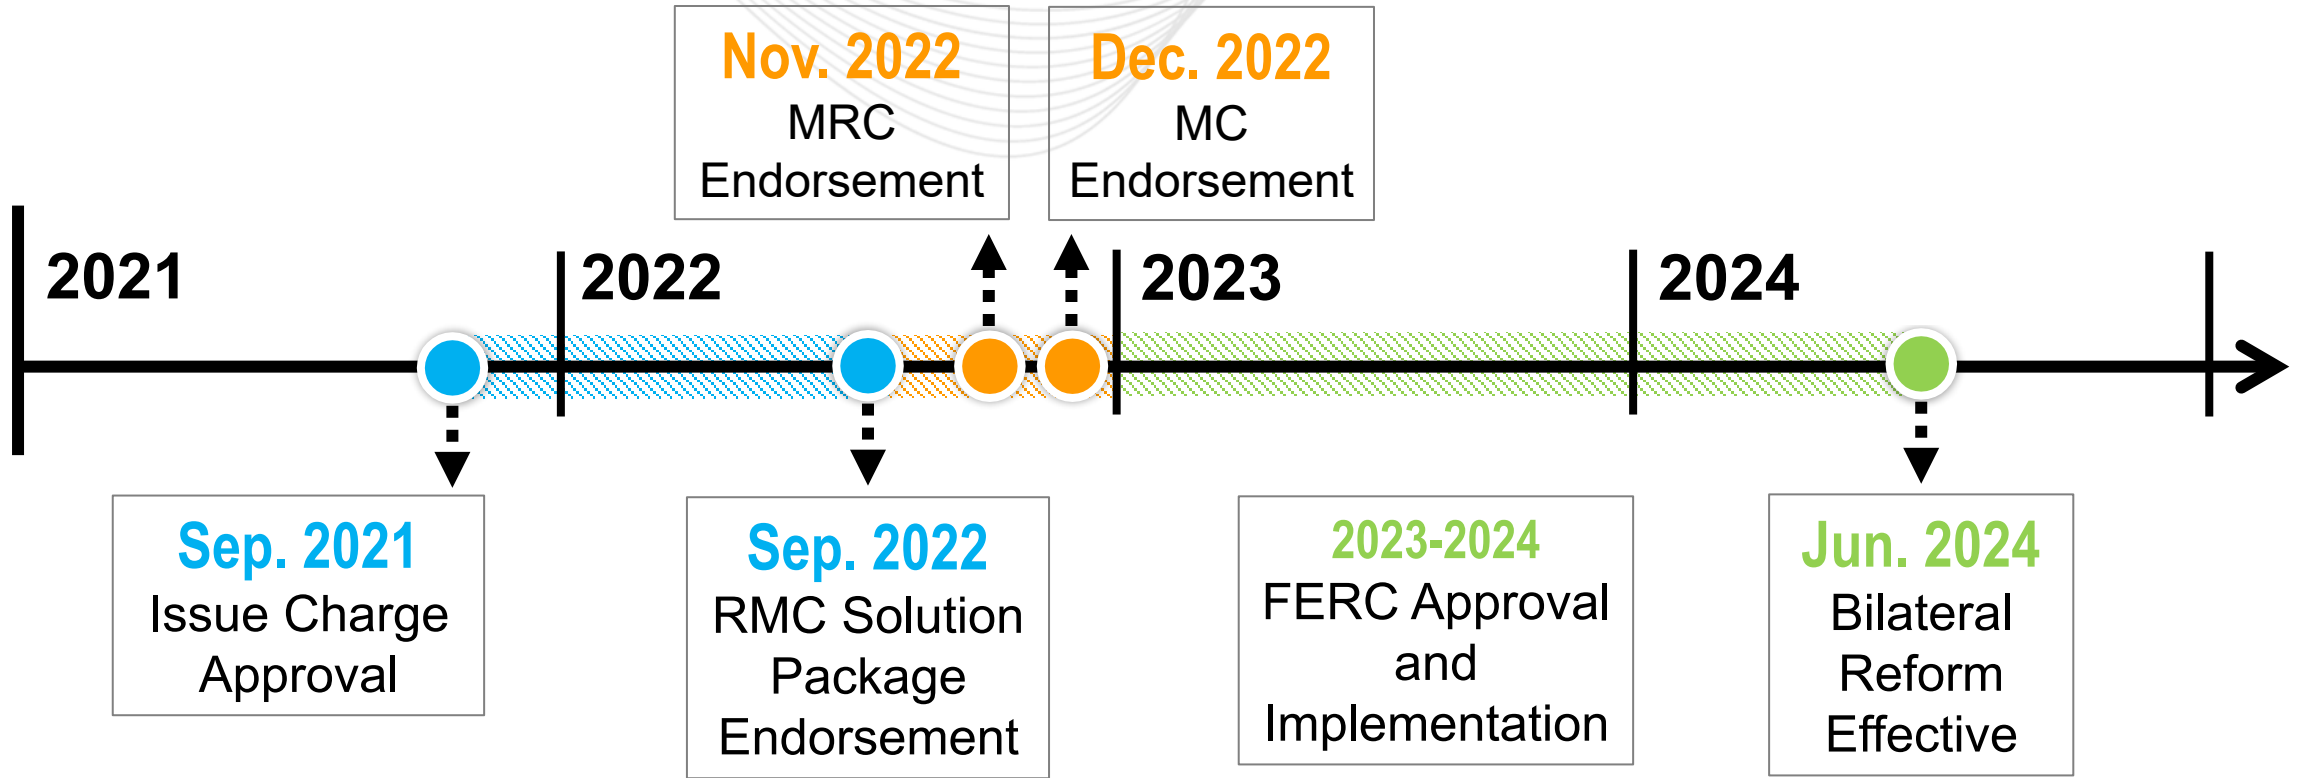 Nov. 2022
MRC
Endorsement
Dec. 2022
MC
Endorsement
2021
2022
2023
2024
Sep. 2021
Issue Charge
Approval
Sep. 2022
RMC Solution
Package
Endorsement
2023-2024
FERC Approval
and
Implementation
Jun. 2024
Bilateral
Reform
Effective